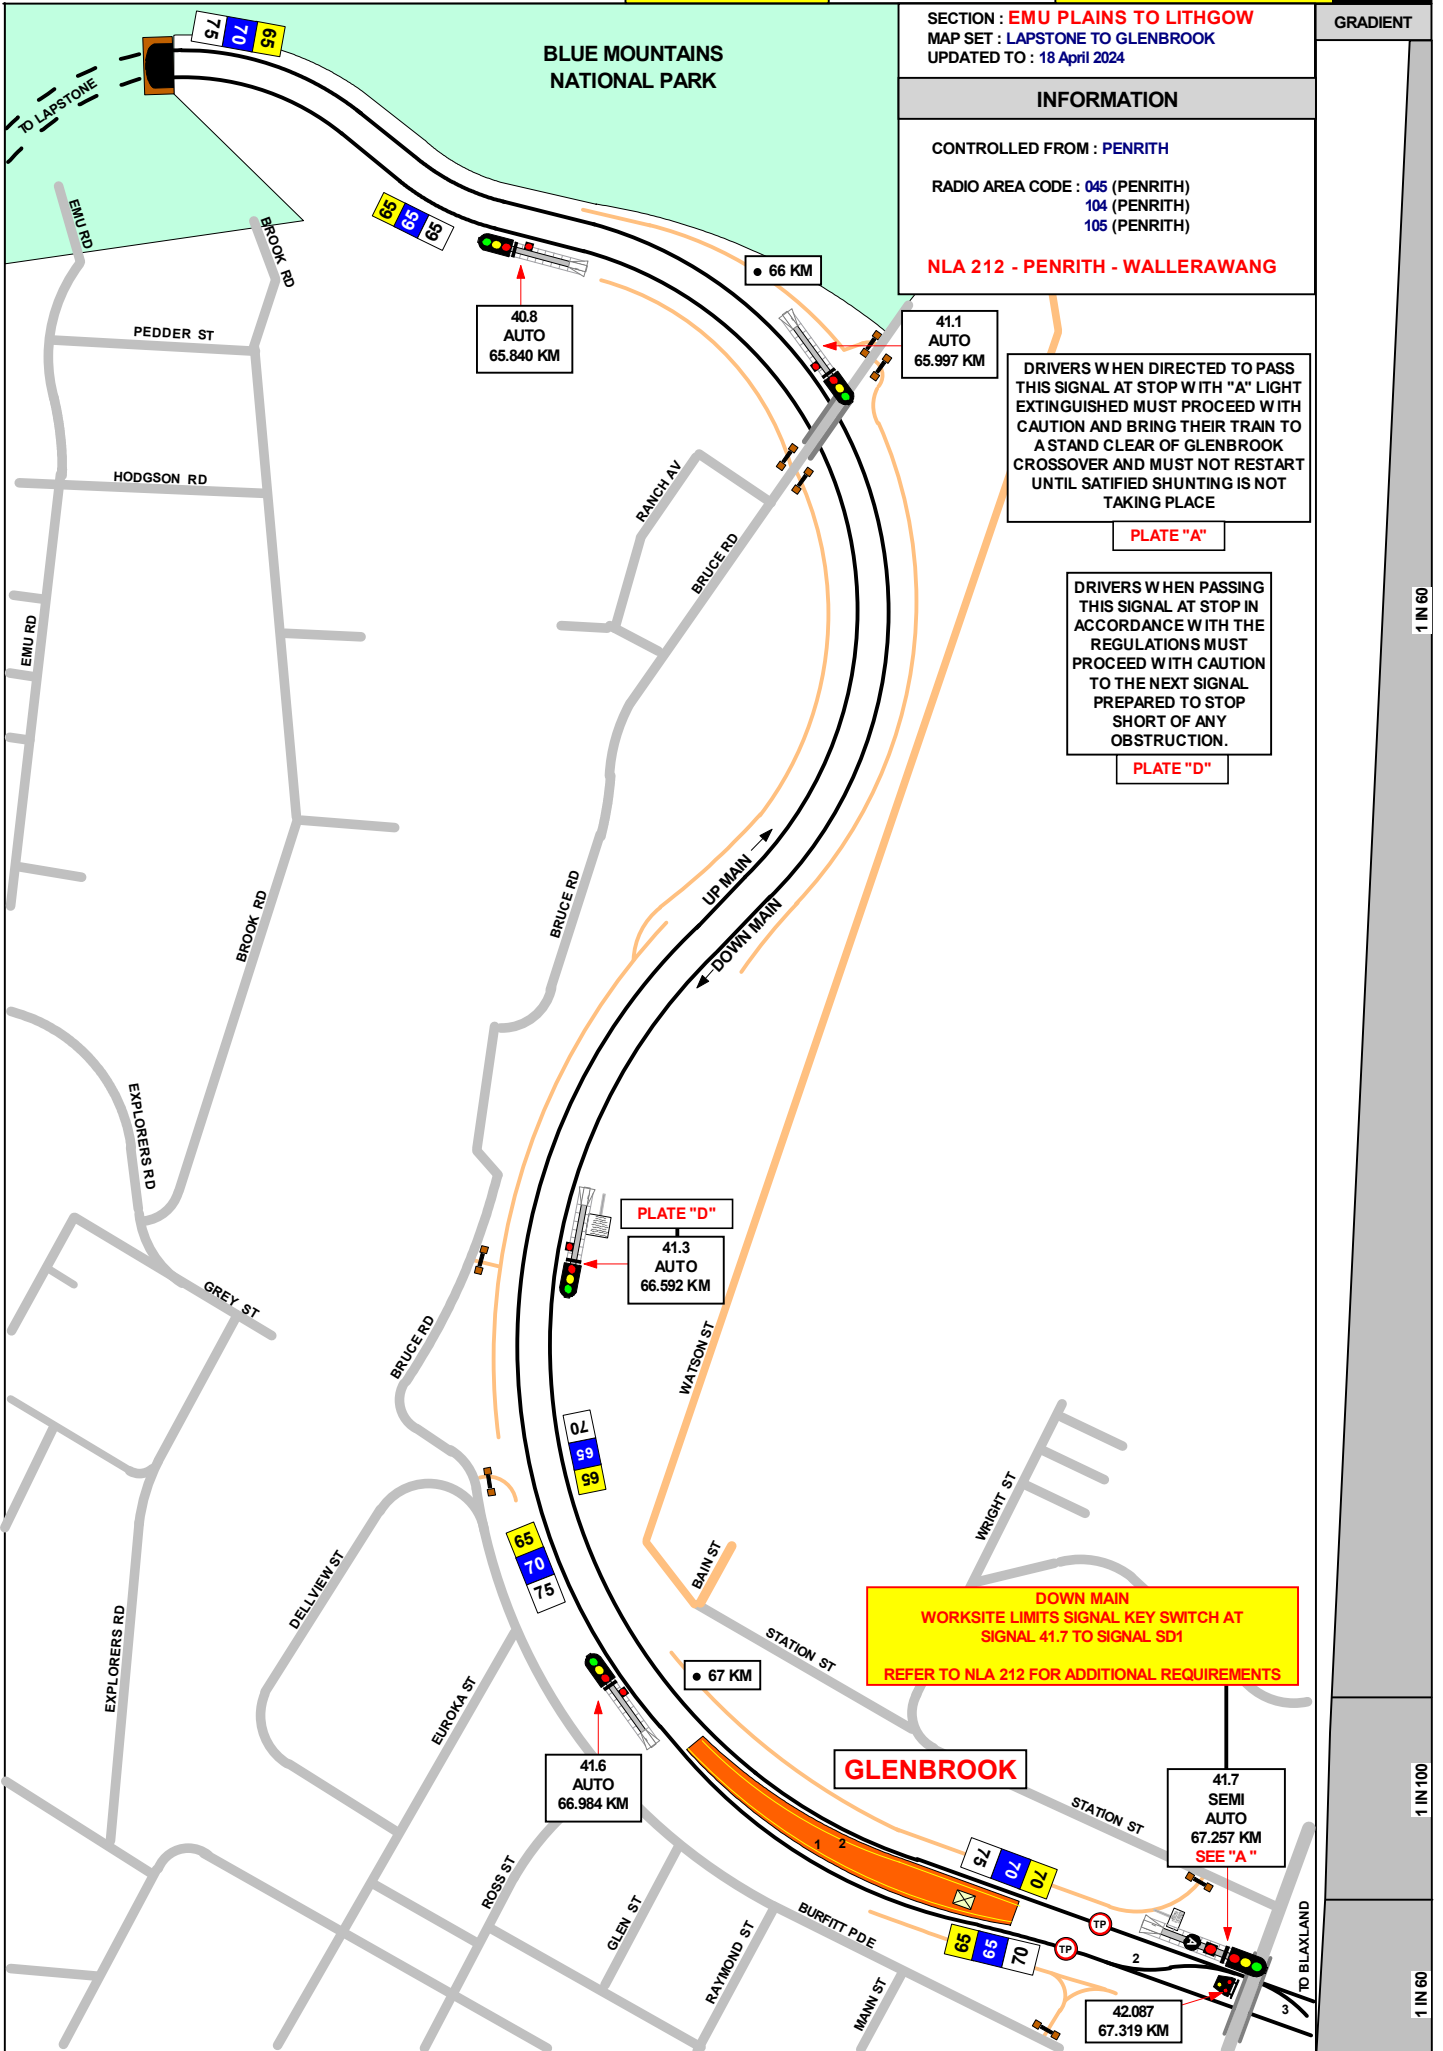 SECTION : EMU PLAINS TO LITHGOW
MAP SET : LAPSTONE TO GLENBROOK
UPDATED TO : 18 April 2024
GRADIENT
INFORMATION
CONTROLLED FROM : PENRITH
RADIO AREA CODE : 045 (PENRITH)
104 (PENRITH)
105 (PENRITH)
NLA 212 - PENRITH - WALLERAWANG
BLUE MOUNTAINS
NATIONAL PARK
75 70 65
TO LAPSTONE
65 65 65
EMU RD
BROOK RD
66 KM
40.8
AUTO
65.840 KM
41.1
AUTO
65.997 KM
PEDDER ST
DRIVERS WHEN DIRECTED TO PASS
THIS SIGNAL AT STOP WITH "A" LIGHT
EXTINGUISHED MUST PROCEED WITH
CAUTION AND BRING THEIR TRAIN TO
A STAND CLEAR OF GLENBROOK
CROSSOVER AND MUST NOT RESTART
UNTIL SATIFIED SHUNTING IS NOT
TAKING PLACE
PLATE "A"
HODGSON RD
RANCH AV
BRUCE RD
DRIVERS WHEN PASSING
THIS SIGNAL AT STOP IN
ACCORDANCE WITH THE
REGULATIONS MUST
PROCEED WITH CAUTION
TO THE NEXT SIGNAL
PREPARED TO STOP
SHORT OF ANY
OBSTRUCTION.
PLATE "D"
1 IN 60
EMU RD
UP MAIN
DOWN MAIN
BROOK RD
BRUCE RD
EXPLORERS RD
PLATE "D"
41.3
AUTO
66.592 KM
GREY ST
BRUCE RD
WATSON ST
70 65 65
WRIGHT ST
65 70 75
BAIN ST
DELLVIEW ST
DOWN MAIN
WORKSITE LIMITS SIGNAL KEY SWITCH AT
SIGNAL 41.7 TO SIGNAL SD1
REFER TO NLA 212 FOR ADDITIONAL REQUIREMENTS
STATION ST
EXPLORERS RD
67 KM
EUROKA ST
41.6
AUTO
66.984 KM
GLENBROOK
41.7
SEMI
AUTO
67.257 KM
SEE "A "
STATION ST
1 IN 100
1 2
75 70 70
ROSS ST
GLEN ST
RAYMOND ST
BURFITT PDE
65 65 70
TP
TP
A
2
TO BLAXLAND
MANN ST
42.087
67.319 KM
3
1 IN 60